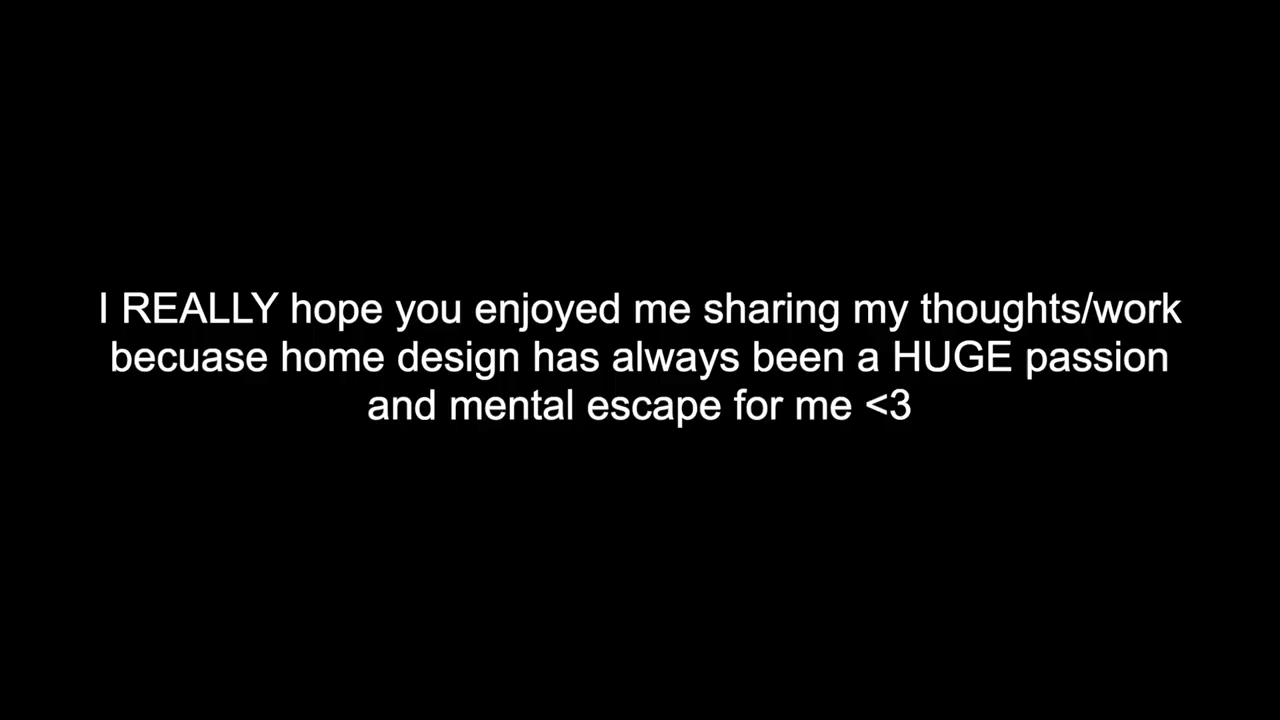 I REALLY hope you enjoyed me sharing my thoughts/work
becuase home design has always been a HUGE passion
and mental escape for me <3